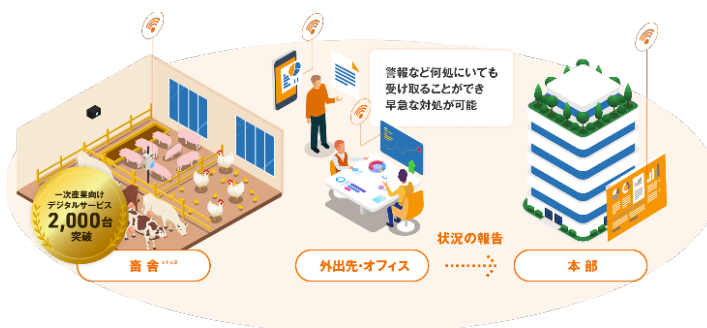 警報など何処にいても
受け取ることができ
早急な対処が可能
一次産業向け
デジタルサービス
2,000台
突破
状況の報告
畜舎
外出先・オフィス
本部